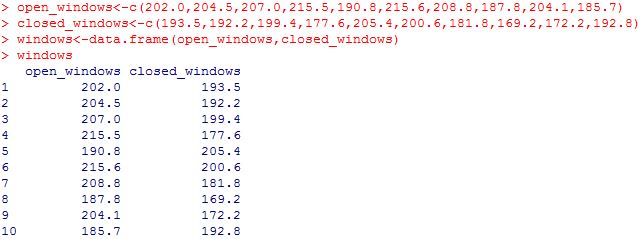 > open_windows<-c(202.0,204.5,207.0,215.5,190.8,215.6,208.8,187.8,204.1,185.7)
> closed_windows<-c(193.5,192.2,199.4,177.6,205.4,200.6,181.8,169.2,172.2,192.8)
> windows<-data.frame(open_windows,closed_windows)
> windows
   open_windows closed_windows
1         202.0          193.5
2         204.5          192.2
3         207.0          199.4
4         215.5          177.6
5         190.8          205.4
6         215.6          200.6
7         208.8          181.8
8         187.8          169.2
9         204.1          172.2
10        185.7          192.8